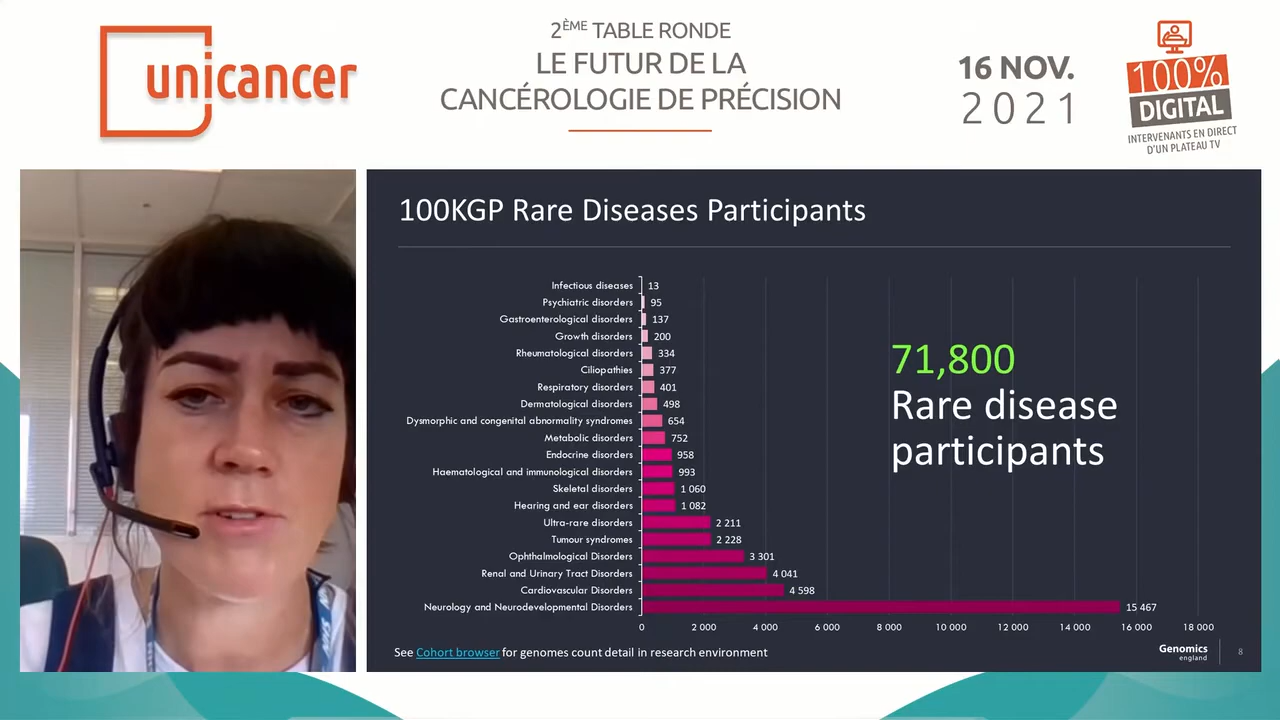 unicancer
2ÈME TABLE RONDE
LE FUTUR DE LA
CANCÉROLOGIE DE PRÉCISION
16 NOV.
2021
100%
DIGITAL
INTERVENANTS EN DIRECT
D'UN PLATEAU TV
100KGP Rare Diseases Participants
Infectious diseases 13
Psychiatric disorders 95
Gastroenterological disorders 137
Growth disorders 200
Rheumatological disorders 334
Ciliopathies 377
Respiratory disorders 401
Dermatological disorders 498
Dysmorphic and congenital abnormality syndromes 654
Metabolic disorders 752
Endocrine disorders 958
Haematological and immunological disorders 993
Skeletal disorders 1 060
Hearing and ear disorders 1 082
Ultra-rare disorders 2 211
Tumour syndromes 2 228
Ophthalmological Disorders 3 301
Renal and Urinary Tract Disorders 4 041
Cardiovascular Disorders 4 598
Neurology and Neurodevelopmental Disorders 15 467
0 2 000 4 000 6 000 8 000 10 000 12 000 14 000 16 000 18 000
71,800
Rare disease
participants
See Cohort browser for genomes count detail in research environment
Genomics
england
8